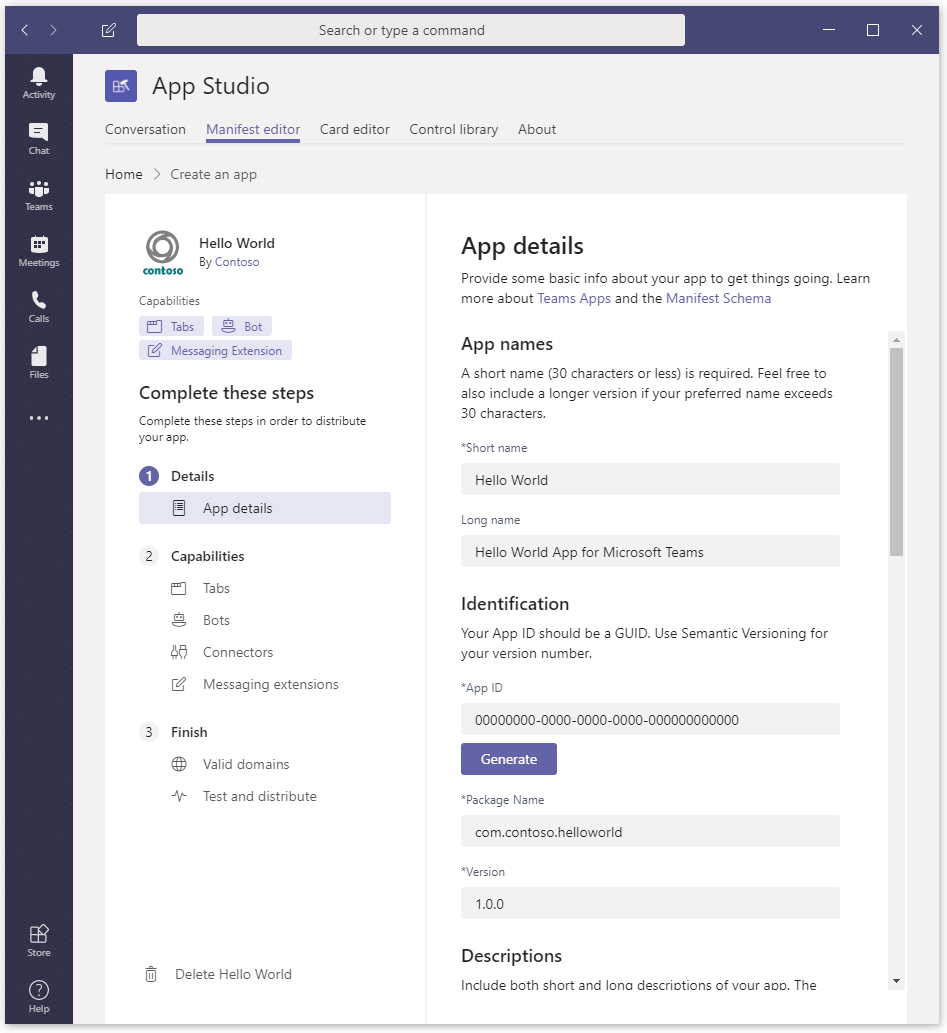 Search or type a command
Activity
Chat
Teams
Meetings
Calls
Files
Store
Help
App Studio
Conversation Manifest editor Card editor Control library About
Home > Create an app
contoso
Hello World
By Contoso
Capabilities
Tabs Bot
Messaging Extension
Complete these steps
Complete these steps in order to distribute
your app.
1 Details
App details
2 Capabilities
Tabs
Bots
Connectors
Messaging extensions
3 Finish
Valid domains
Test and distribute
Delete Hello World
App details
Provide some basic info about your app to get things going. Learn
more about Teams Apps and the Manifest Schema
App names
A short name (30 characters or less) is required. Feel free to
also include a longer version if your preferred name exceeds
30 characters.
*Short name
Hello World
Long name
Hello World App for Microsoft Teams
Identification
Your App ID should be a GUID. Use Semantic Versioning for
your version number.
*App ID
00000000-0000-0000-0000-000000000000
Generate
*Package Name
com.contoso.helloworld
*Version
1.0.0
Descriptions
Include both short and long descriptions of your app. The